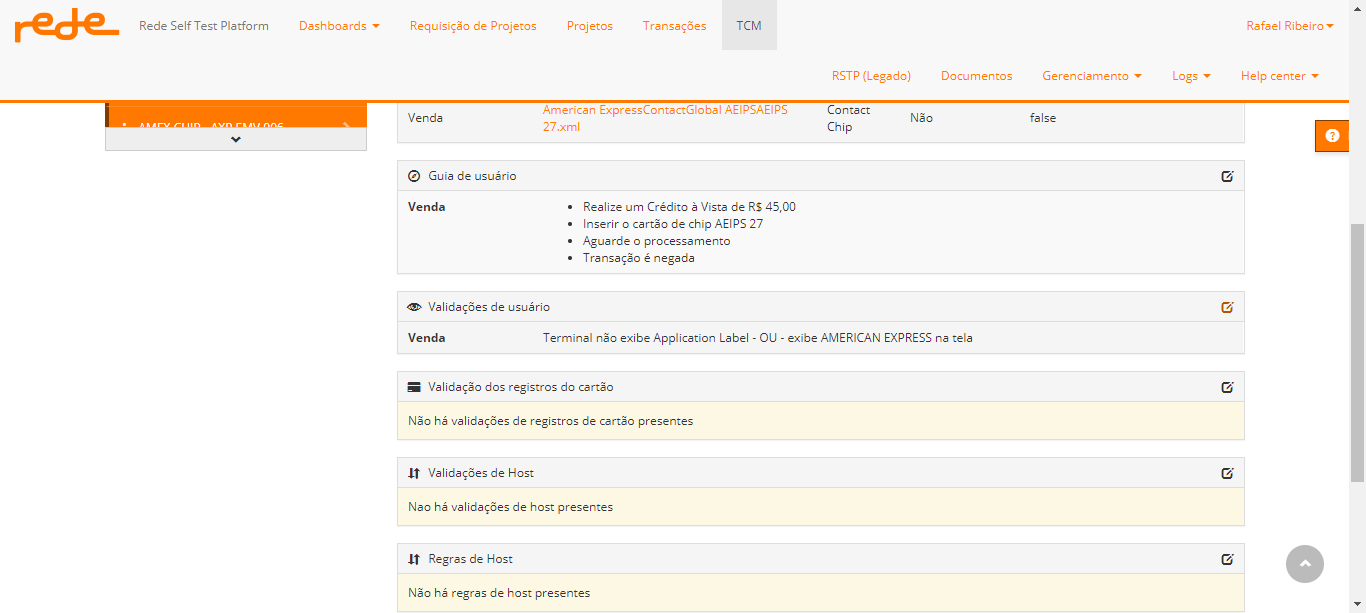 rede
Rede Self Test Platform
Dashboards
Requisição de Projetos
Projetos
Transações
TCM
Rafael Ribeiro
RSTP (Legado)
Documentos
Gerenciamento
Logs
Help center
AMEX CHIP - AXP EMV 006
Venda
American ExpressContactGlobal AEIPSAEIPS
27.xml
Contact
Chip
Não
false
Guia de usuário
Venda
• Realize um Crédito à Vista de R$ 45,00
• Inserir o cartão de chip AEIPS 27
• Aguarde o processamento
• Transação é negada
Validações de usuário
Venda
Terminal não exibe Application Label - OU - exibe AMERICAN EXPRESS na tela
Validação dos registros do cartão
Não há validações de registros de cartão presentes
Validações de Host
Nao há validações de host presentes
Regras de Host
Não há regras de host presentes